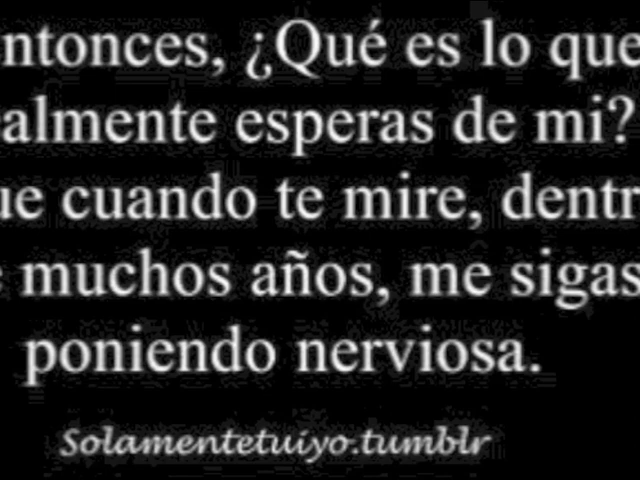 ntonces, ¿Qué es lo que
almente esperas de mi?
ue cuando te mire, dentr
e muchos años, me sigas
poniendo nerviosa.
Solamentetuiyo.tumblr